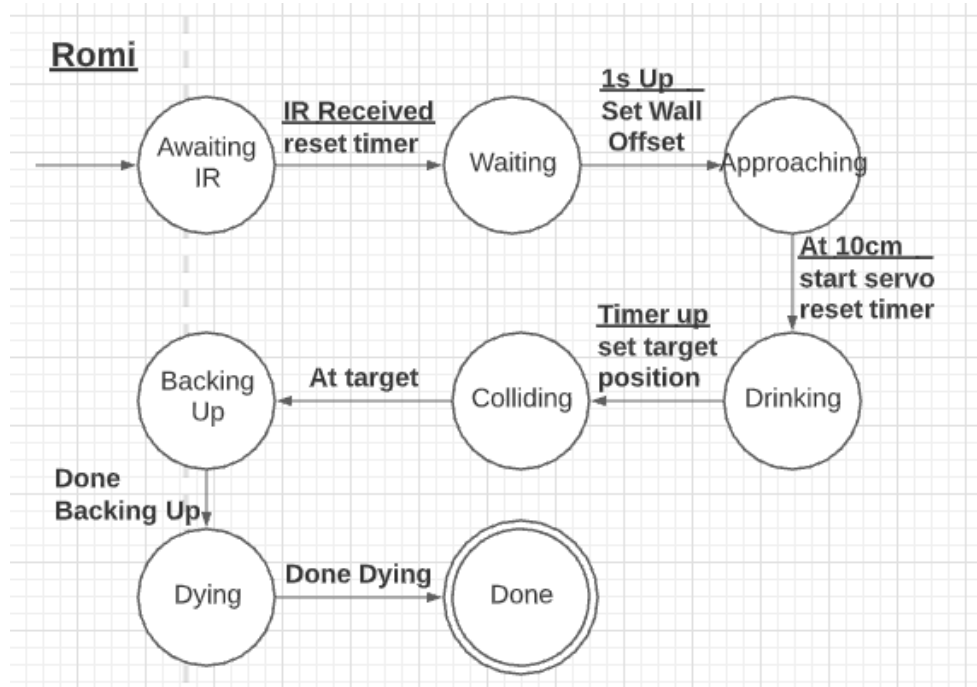 Romi
Awaiting
IR
IR Received
reset timer
Waiting
1s Up
Set Wall
Offset
Approaching
At 10cm
start servo
reset timer
Drinking
Timer up
set target
position
Colliding
At target
Backing
Up
Done
Backing Up
Dying
Done Dying
Done